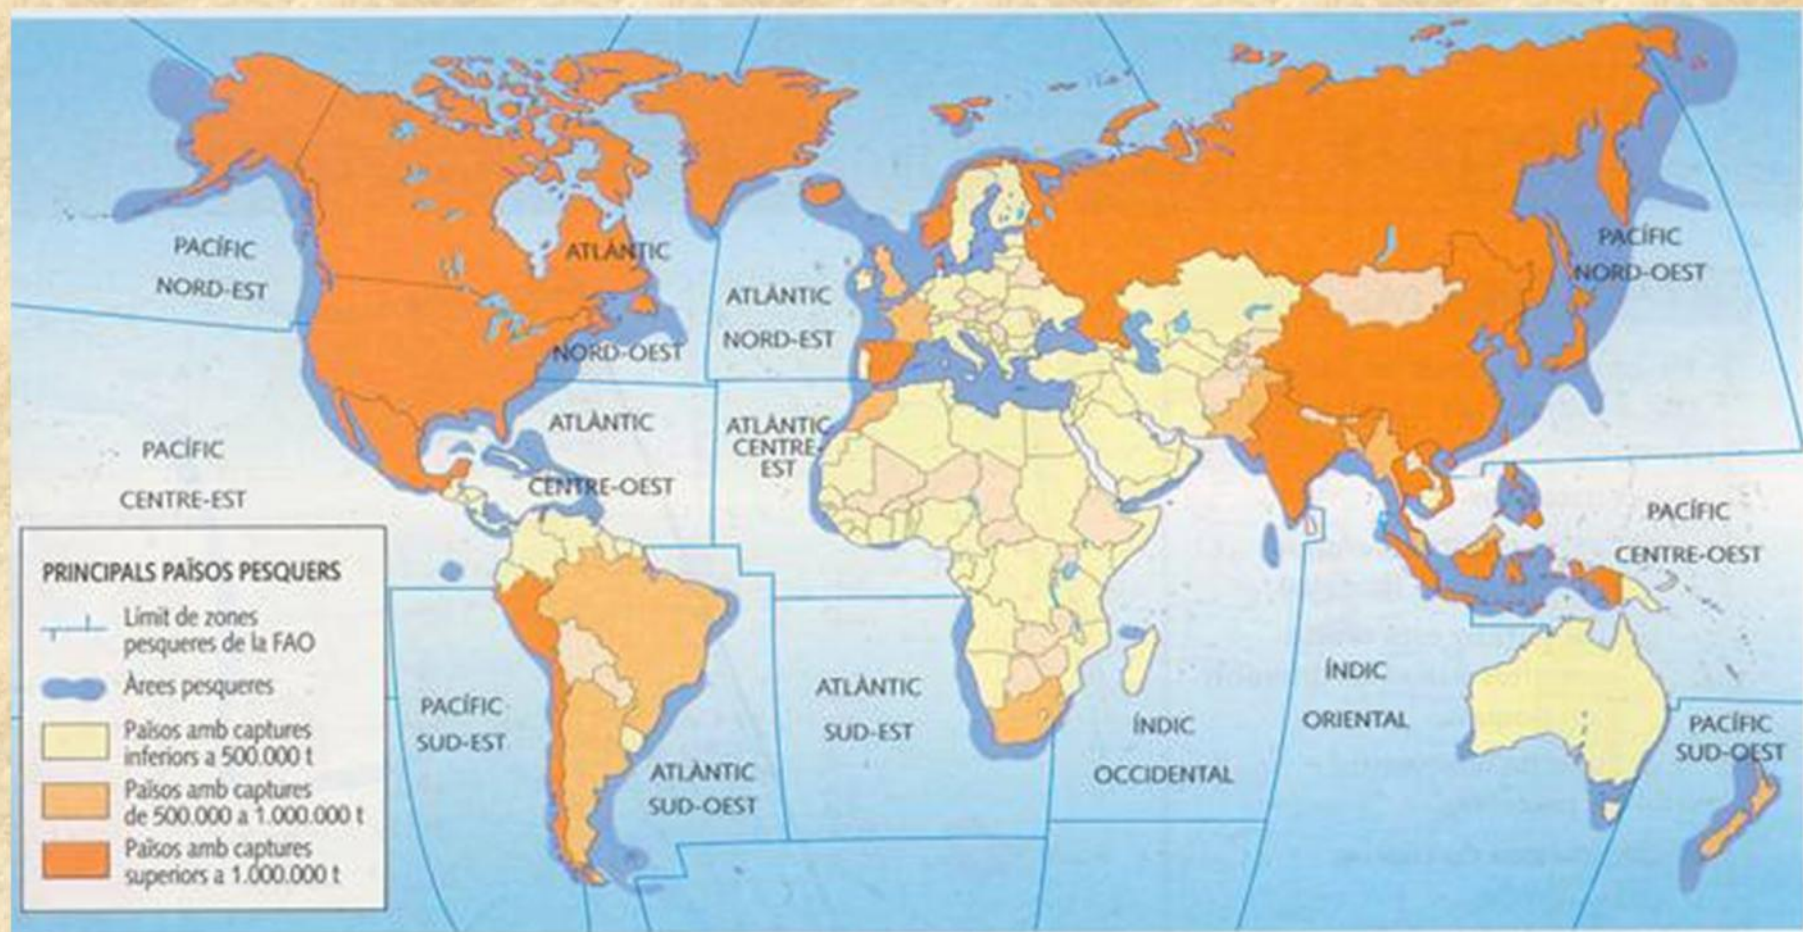 PACÍFIC
NORD-EST
ATLÀNTIC
NORD-OEST
ATLÀNTIC
NORD-EST
PACÍFIC
NORD-OEST
PACÍFIC
CENTRE-EST
ATLÀNTIC
CENTRE-OEST
ATLÀNTIC
CENTRE-
EST
PACÍFIC
CENTRE-OEST
PRINCIPALS PAÏSOS PESQUERS
Límit de zones
pesqueres de la FAO
Àrees pesqueres
Països amb captures
inferiors a 500.000 t
Països amb captures
de 500.000 a 1.000.000 t
Països amb captures
superiors a 1.000.000 t
PACÍFIC
SUD-EST
ATLÀNTIC
SUD-OEST
ATLÀNTIC
SUD-EST
ÍNDIC
OCCIDENTAL
ÍNDIC
ORIENTAL
PACÍFIC
SUD-OEST